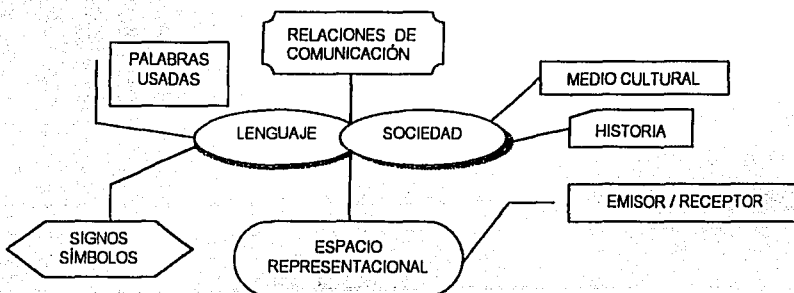 RELACIONES DE
COMUNICACIÓN
PALABRAS
USADAS
MEDIO CULTURAL
LENGUAJE
SOCIEDAD
HISTORIA
EMISOR / RECEPTOR
SIGNOS
SÍMBOLOS
ESPACIO
REPRESENTACIONAL